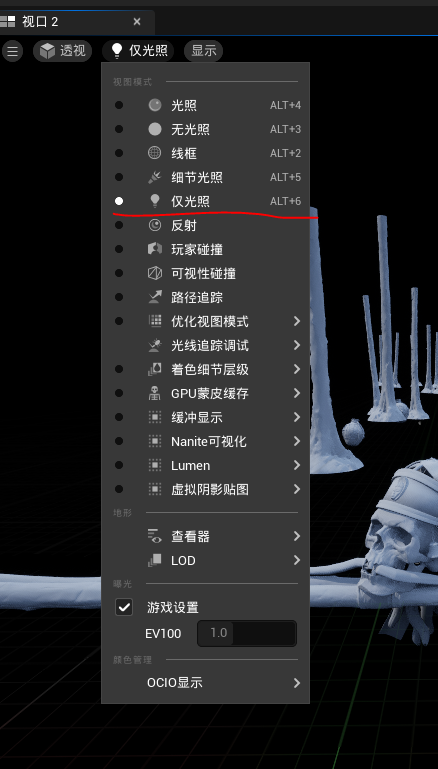 视口 2
透视 仅光照 显示
视图模式
光照 ALT+4
无光照 ALT+3
线框 ALT+2
细节光照 ALT+5
仅光照 ALT+6
反射
玩家碰撞
可视性碰撞
路径追踪
优化视图模式
光线追踪调试
着色细节层级
GPU蒙皮缓存
缓冲显示
Nanite可视化
Lumen
虚拟阴影贴图
地形
查看器
LOD
曝光
游戏设置
EV100 1.0
颜色管理
OCIO显示